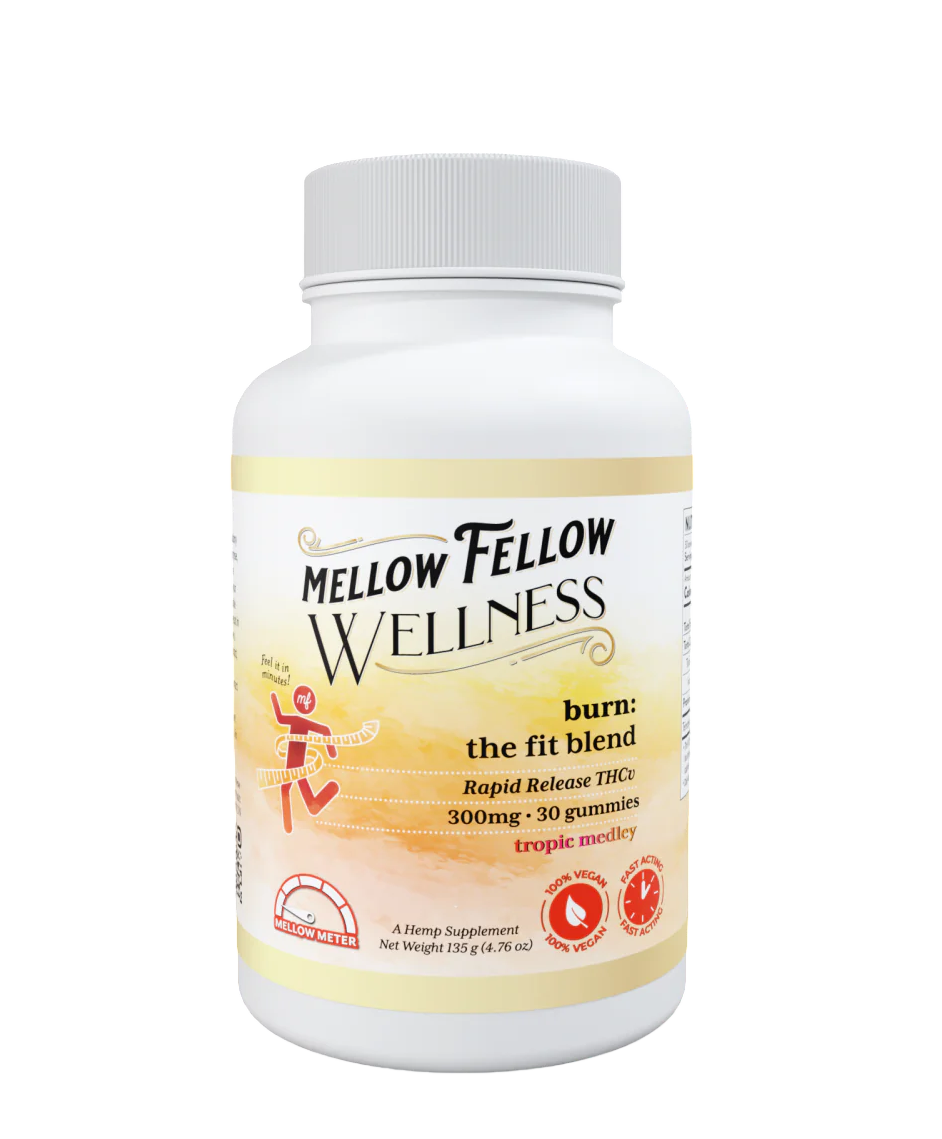 MELLOW FELLOW
WELLNESS
Feel it in
minutes!
mf
burn:
the fit blend
Rapid Release THCv
300mg • 30 gummies
tropic medley
MELLOW METER
A Hemp Supplement
Net Weight 135 g (4.76 oz)
100% VEGAN
100% VEGAN
FAST ACTING
FAST ACTING